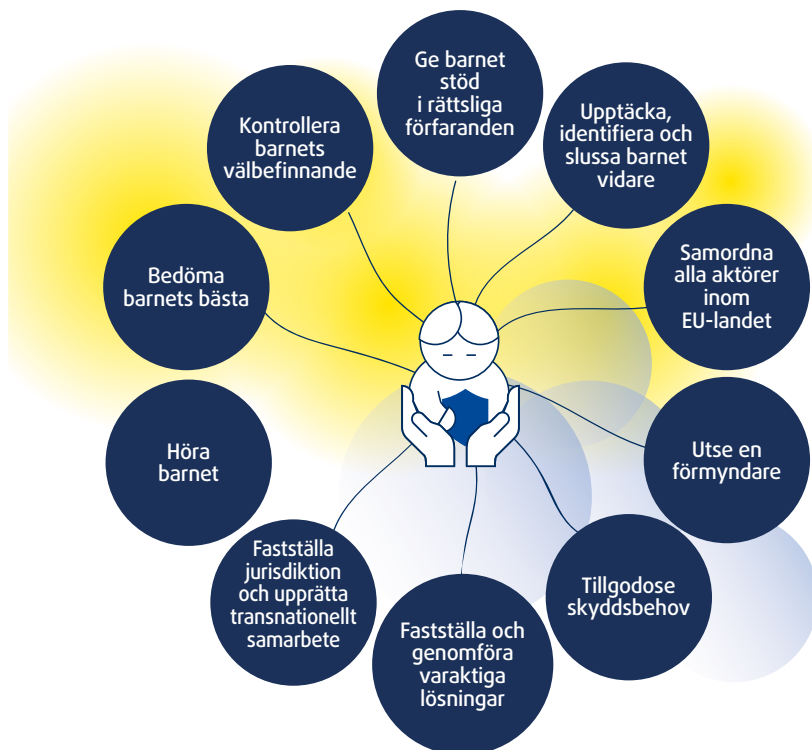 Ge barnet
stöd
i rättsliga
förfaranden
Upptäcka,
identifiera och
slussa barnet
vidare
Samordna
alla aktörer
inom
EU-landet
Utse en
förmyndare
Tillgodose
skyddsbehov
Fastställa och
genomföra
varaktiga
lösningar
Fastställa
jurisdiktion
och upprätta
transnationellt
samarbete
Höra
barnet
Bedöma
barnets bästa
Kontrollera
barnets
välbefinnande